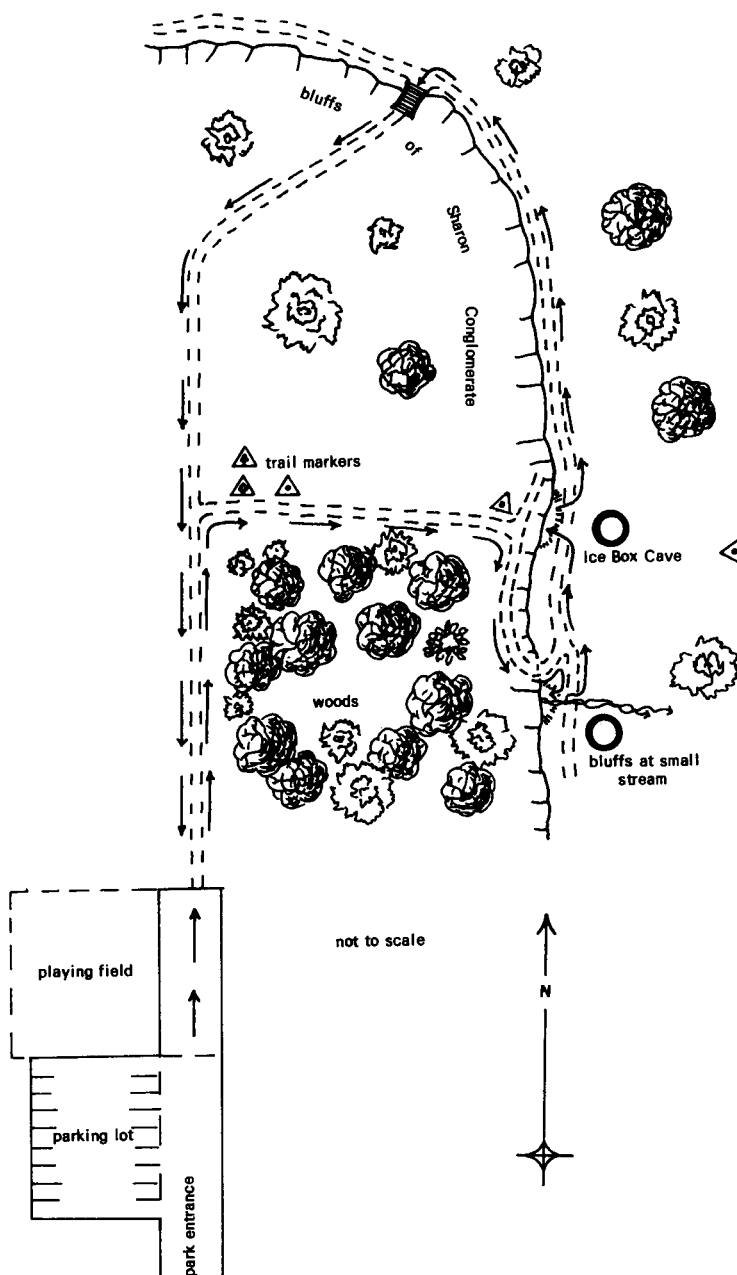 bluffs
of
Sharon
Conglomerate
trail markers
Ice Box Cave
woods
bluffs at small
stream
not to scale
playing field
N
parking lot
park entrance